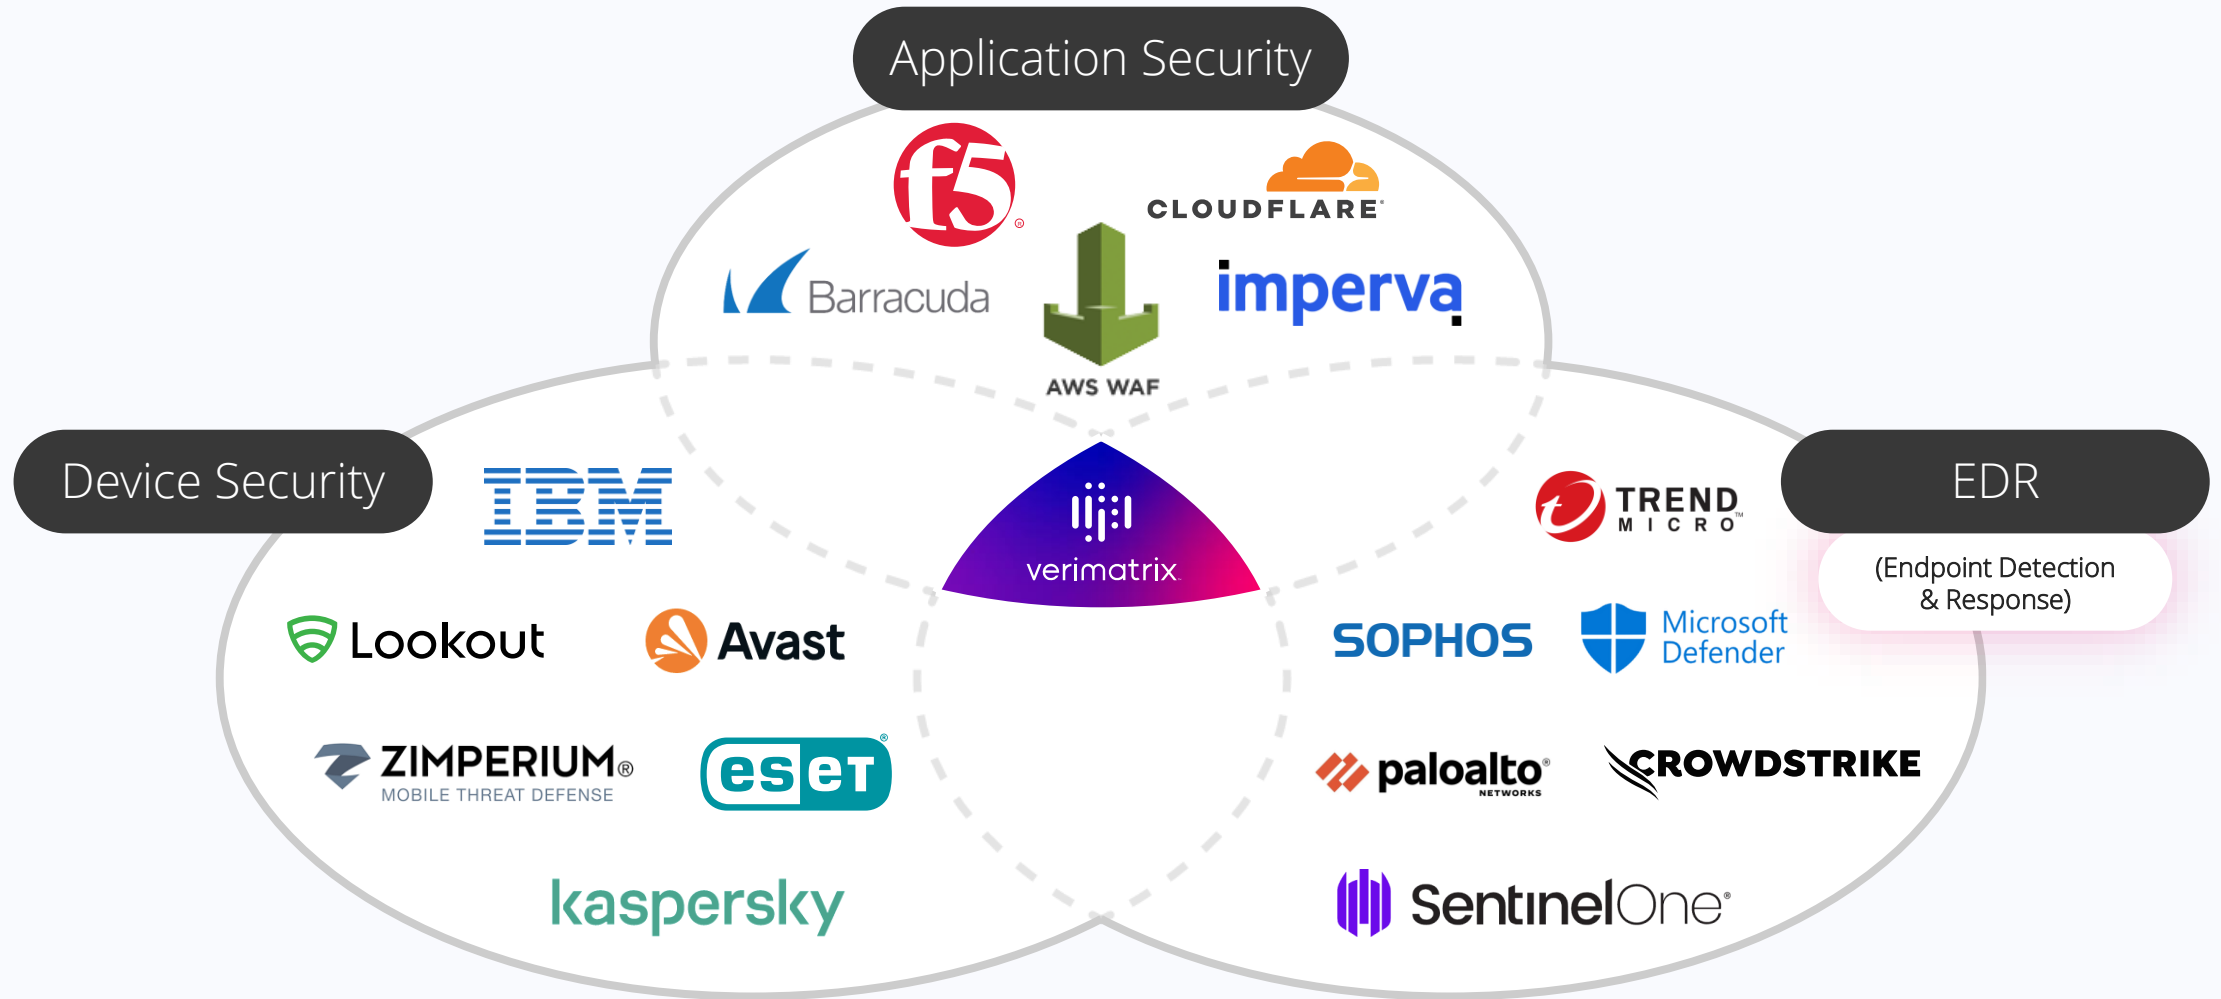 Application Security
f5
CLOUDFLARE
Barracuda
imperva
AWS WAF
Device Security
IBM
verimatrix
TREND
MICRO
EDR
(Endpoint Detection
& Response)
Lookout
Avast
SOPHOS
Microsoft
Defender
ZIMPERIUM®
MOBILE THREAT DEFENSE
eseT®
paloalto®
NETWORKS
CROWDSTRIKE
kaspersky
SentinelOne®